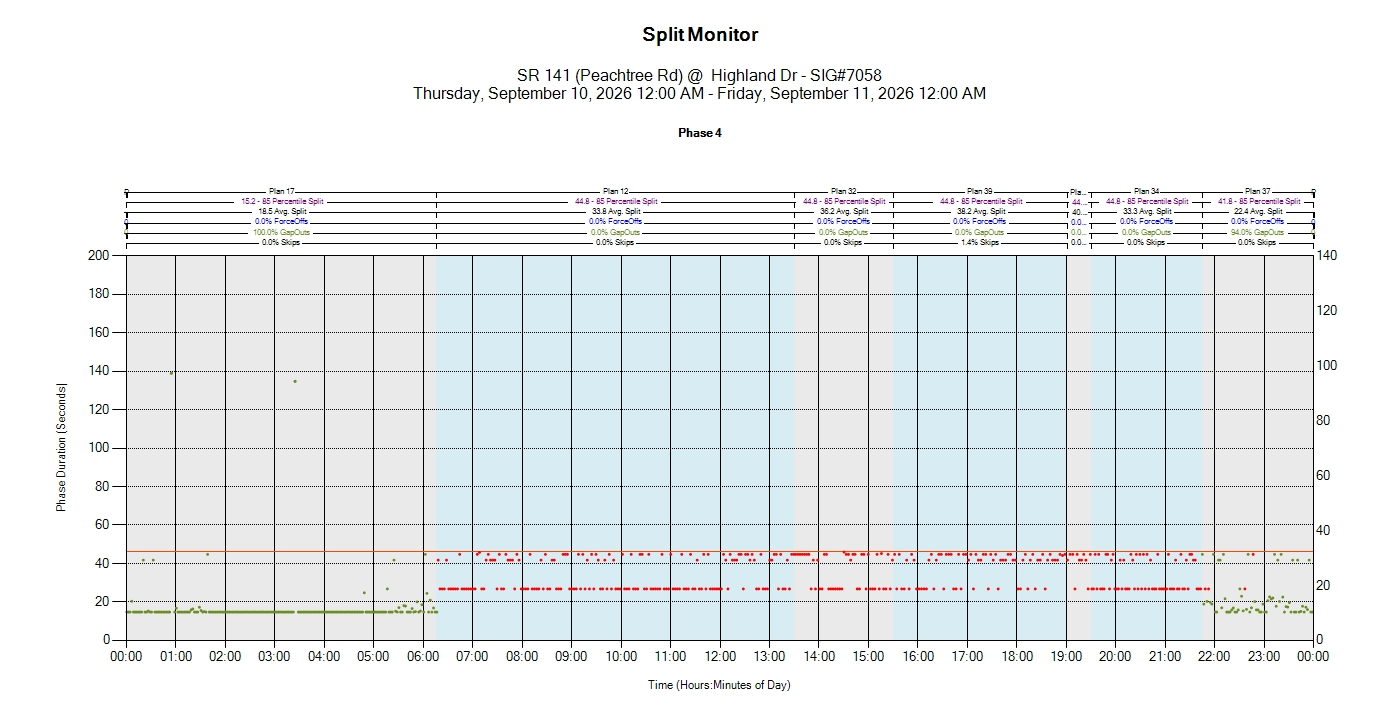 Split Monitor
SR 141 (Peachtree Rd) @ Highland Dr - SIG#7058
Thursday, September 10, 2026 12:00 AM - Friday, September 11, 2026 12:00 AM
Phase 4
Plan 17 Plan 12 Plan 32 Plan 39 Pla... Plan 34 Plan 37
15.2 - 85 Percentile Split 44.8 - 85 Percentile Split 44.8 - 85 Percentile Split 44.8 - 85 Percentile Split 44.... 44.8 - 85 Percentile Split 41.8 - 85 Percentile Split
18.5 Avg. Split 33.8 Avg. Split 36.2 Avg. Split 38.2 Avg. Split 40.... 33.3 Avg. Split 22.4 Avg. Split
0.0% ForceOffs 0.0% ForceOffs 0.0% ForceOffs 0.0% ForceOffs 0.0... 0.0% ForceOffs 0.0% ForceOffs
100.0% GapOuts 0.0% GapOuts 0.0% GapOuts 0.0% GapOuts 0.0... 0.0% GapOuts 94.0% GapOuts
0.0% Skips 0.0% Skips 0.0% Skips 1.4% Skips 0.0... 0.0% Skips 0.0% Skips
200 140
180
120
160
140 100
120
80
100
80 60
60
40
40
20
20
0 0
Phase Duration (Seconds)
00:00 01:00 02:00 03:00 04:00 05:00 06:00 07:00 08:00 09:00 10:00 11:00 12:00 13:00 14:00 15:00 16:00 17:00 18:00 19:00 20:00 21:00 22:00 23:00 00:00
Time (Hours:Minutes of Day)